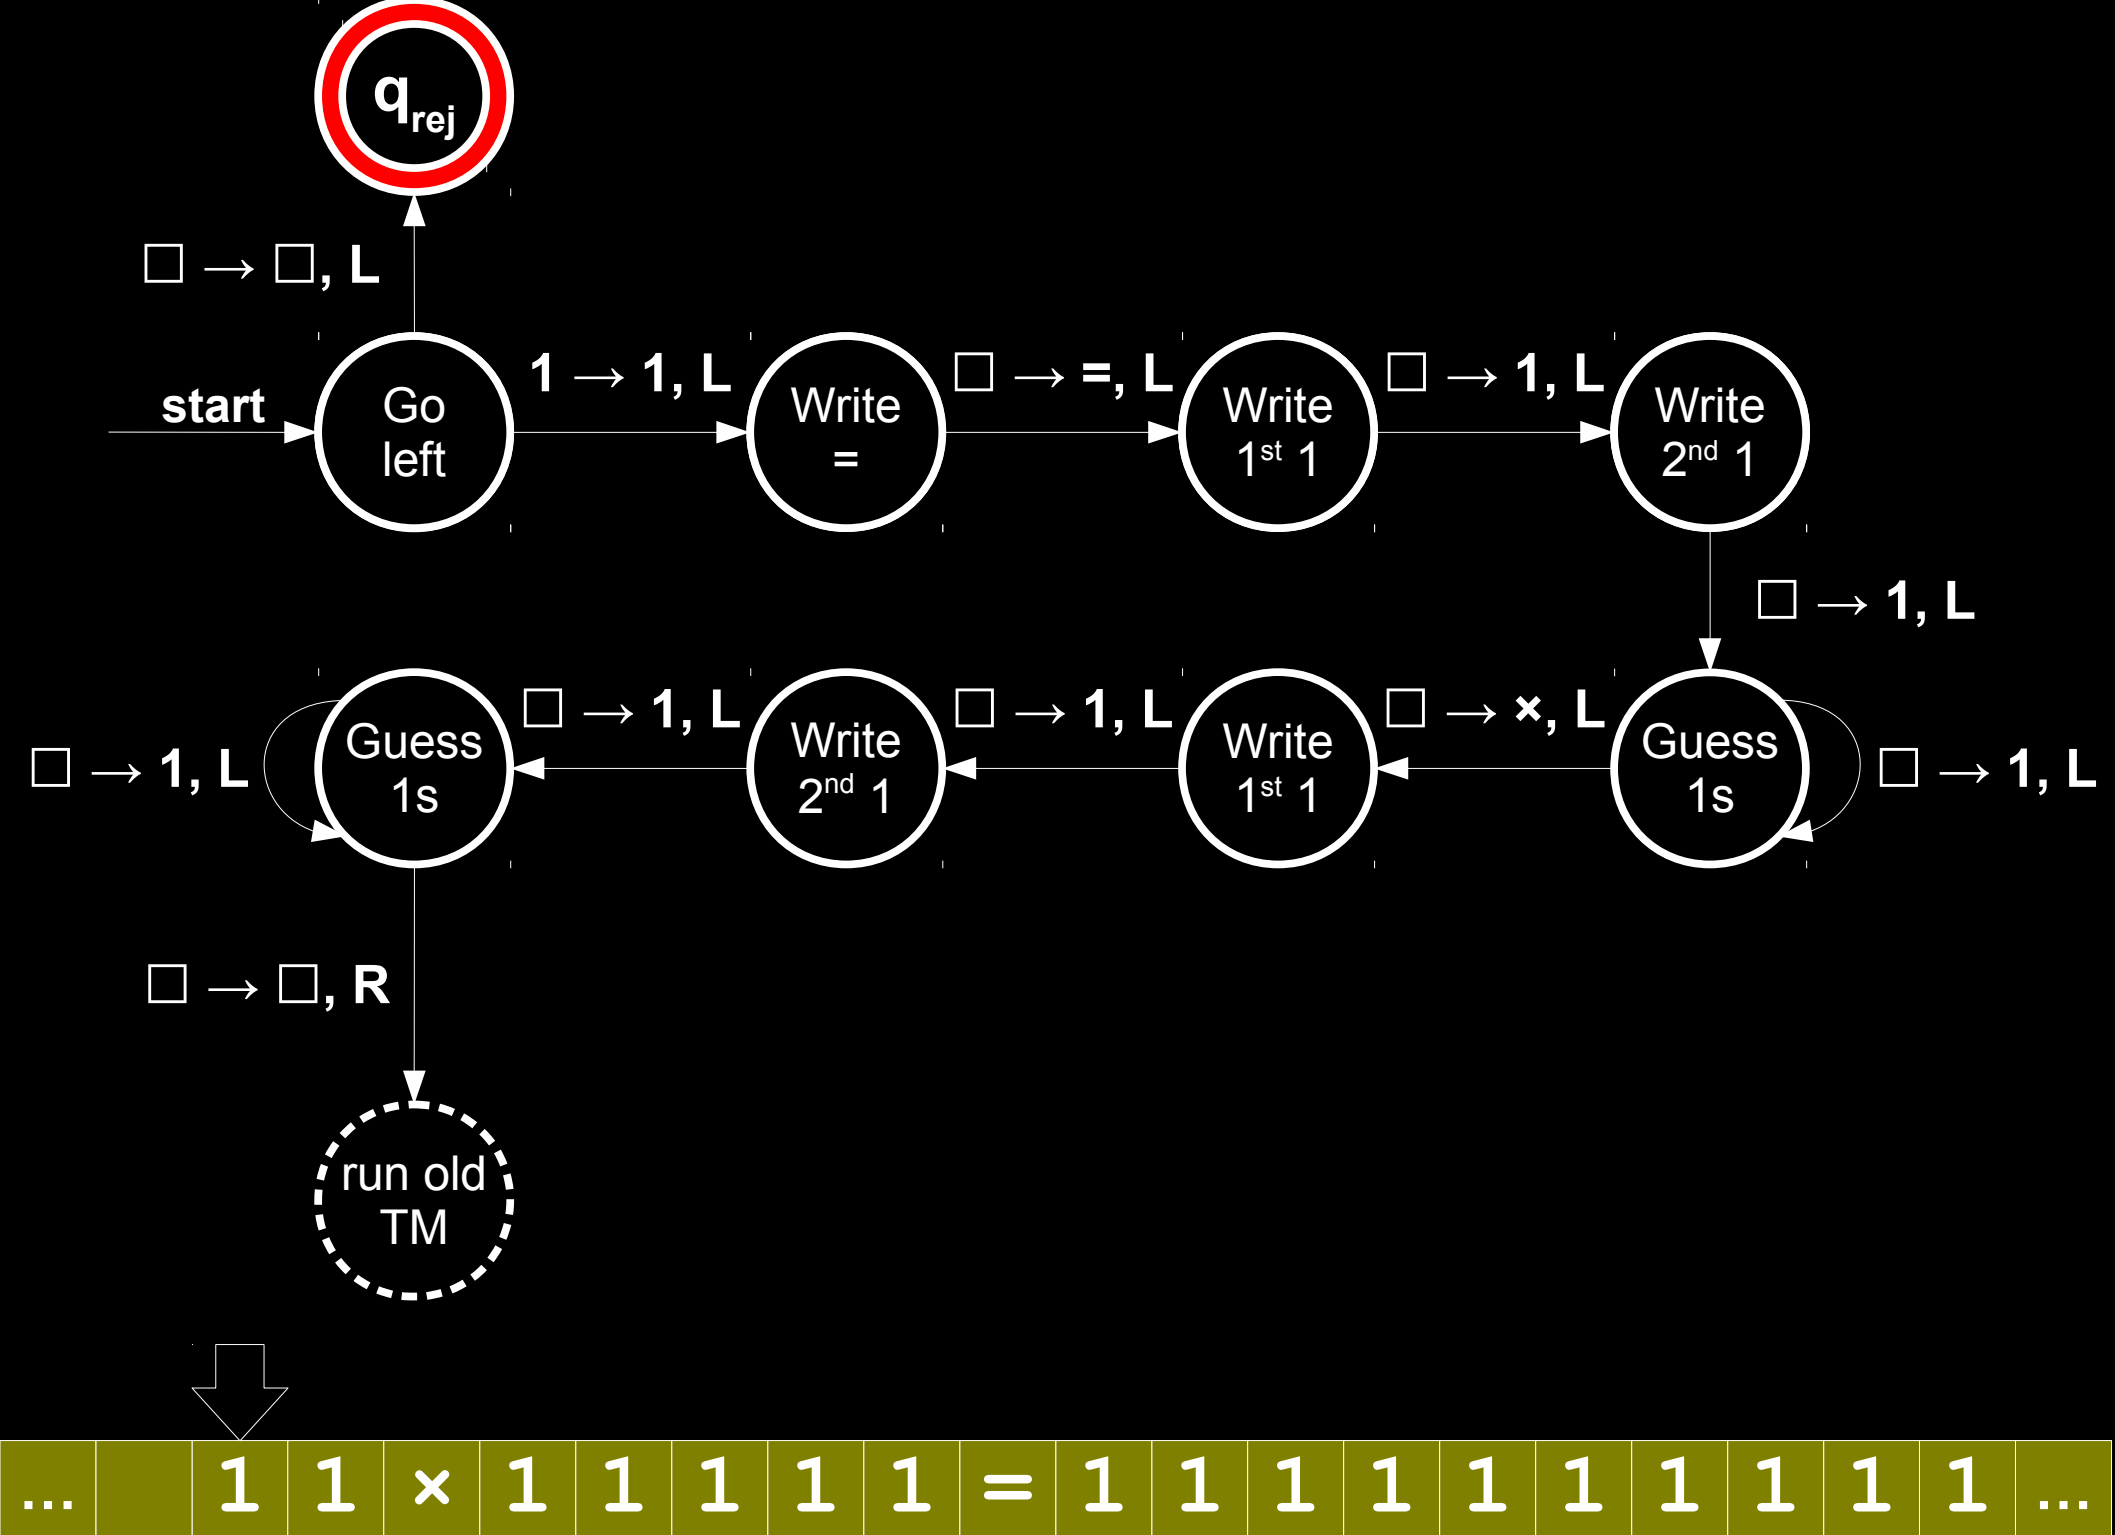 q_rej
□ → □, L
start
Go left
1 → 1, L
Write =
□ → =, L
Write 1st 1
□ → 1, L
Write 2nd 1
□ → 1, L
□ → 1, L
Guess 1s
□ → 1, L
Write 2nd 1
□ → 1, L
Write 1st 1
□ → ×, L
Guess 1s
□ → 1, L
□ → □, R
run old TM
... 1 1 × 1 1 1 1 1 = 1 1 1 1 1 1 1 1 1 1 ...